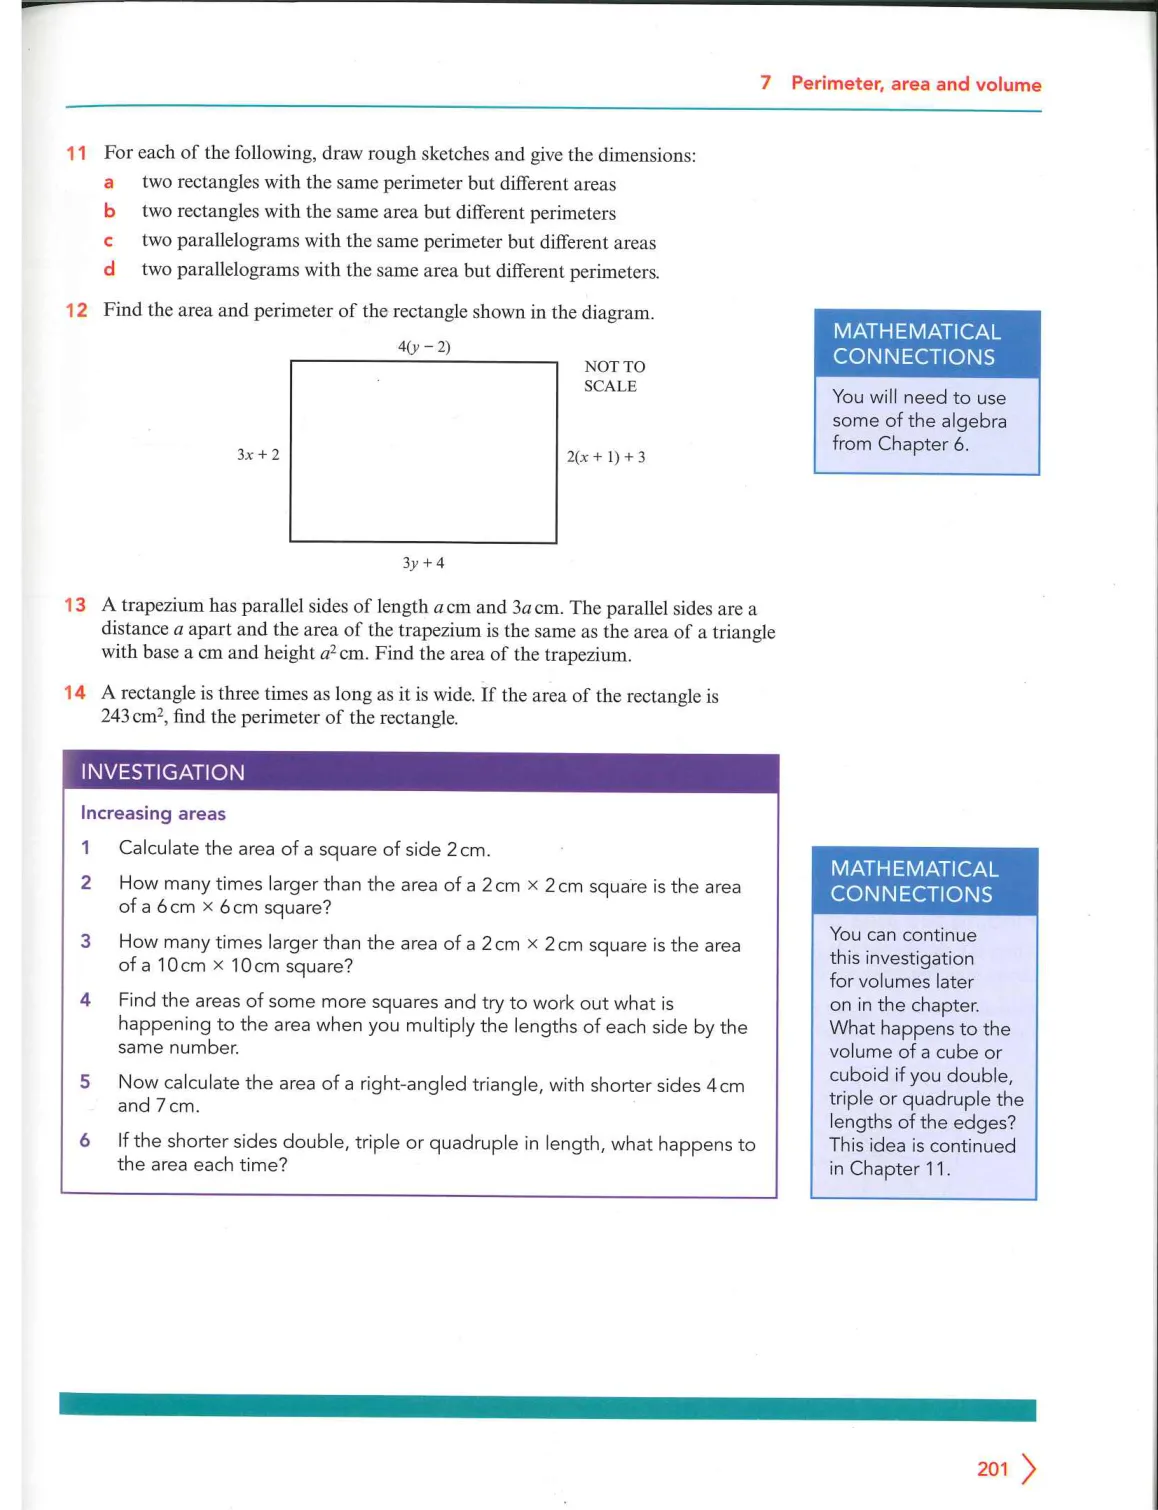 7 Perimeter, area and volume
11 For each of the following, draw rough sketches and give the dimensions:
a two rectangles with the same perimeter but different areas
b two rectangles with the same area but different perimeters
c two parallelograms with the same perimeter but different areas
d two parallelograms with the same area but different perimeters.
12 Find the area and perimeter of the rectangle shown in the diagram.
4(y − 2)
NOT TO
SCALE
3x + 2
2(x + 1) + 3
3y + 4
MATHEMATICAL
CONNECTIONS
You will need to use
some of the algebra
from Chapter 6.
13 A trapezium has parallel sides of length a cm and 3a cm. The parallel sides are a
distance a apart and the area of the trapezium is the same as the area of a triangle
with base a cm and height a² cm. Find the area of the trapezium.
14 A rectangle is three times as long as it is wide. If the area of the rectangle is
243 cm², find the perimeter of the rectangle.
INVESTIGATION
Increasing areas
1 Calculate the area of a square of side 2 cm.
2 How many times larger than the area of a 2 cm × 2 cm square is the area
of a 6 cm × 6 cm square?
3 How many times larger than the area of a 2 cm × 2 cm square is the area
of a 10 cm × 10 cm square?
4 Find the areas of some more squares and try to work out what is
happening to the area when you multiply the lengths of each side by the
same number.
5 Now calculate the area of a right-angled triangle, with shorter sides 4 cm
and 7 cm.
6 If the shorter sides double, triple or quadruple in length, what happens to
the area each time?
MATHEMATICAL
CONNECTIONS
You can continue
this investigation
for volumes later
on in the chapter.
What happens to the
volume of a cube or
cuboid if you double,
triple or quadruple the
lengths of the edges?
This idea is continued
in Chapter 11.
201 〉